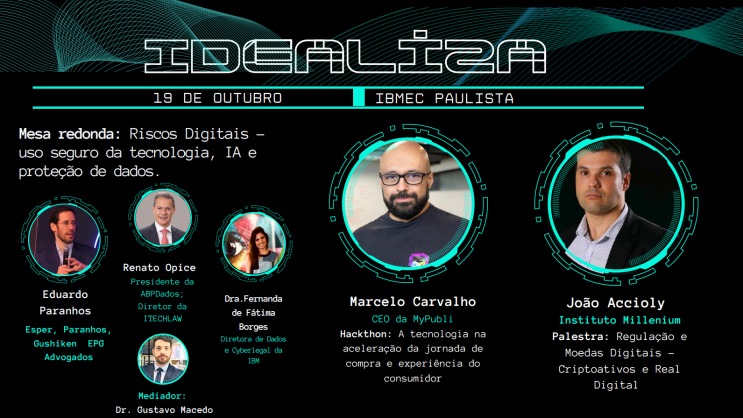 IDEALIZA
19 DE OUTUBRO
IBMEC PAULISTA
Mesa redonda: Riscos Digitais –
uso seguro da tecnologia, IA e
proteção de dados.
Eduardo
Paranhos
Esper, Paranhos,
Gushiken EPG
Advogados
Renato Opice
Presidente da
ABPDados;
Diretor da
ITECHLAW
Dra.Fernanda
de Fátima
Borges
Diretora de Dados
e Cyberlegal da
IBM
Mediador:
Dr. Gustavo Macedo
Marcelo Carvalho
CEO da MyPubli
Hackthon: A tecnologia na
aceleração da jornada de
compra e experiência do
consumidor
João Accioly
Instituto Millenium
Palestra: Regulação e
Moedas Digitais –
Criptoativos e Real
Digital